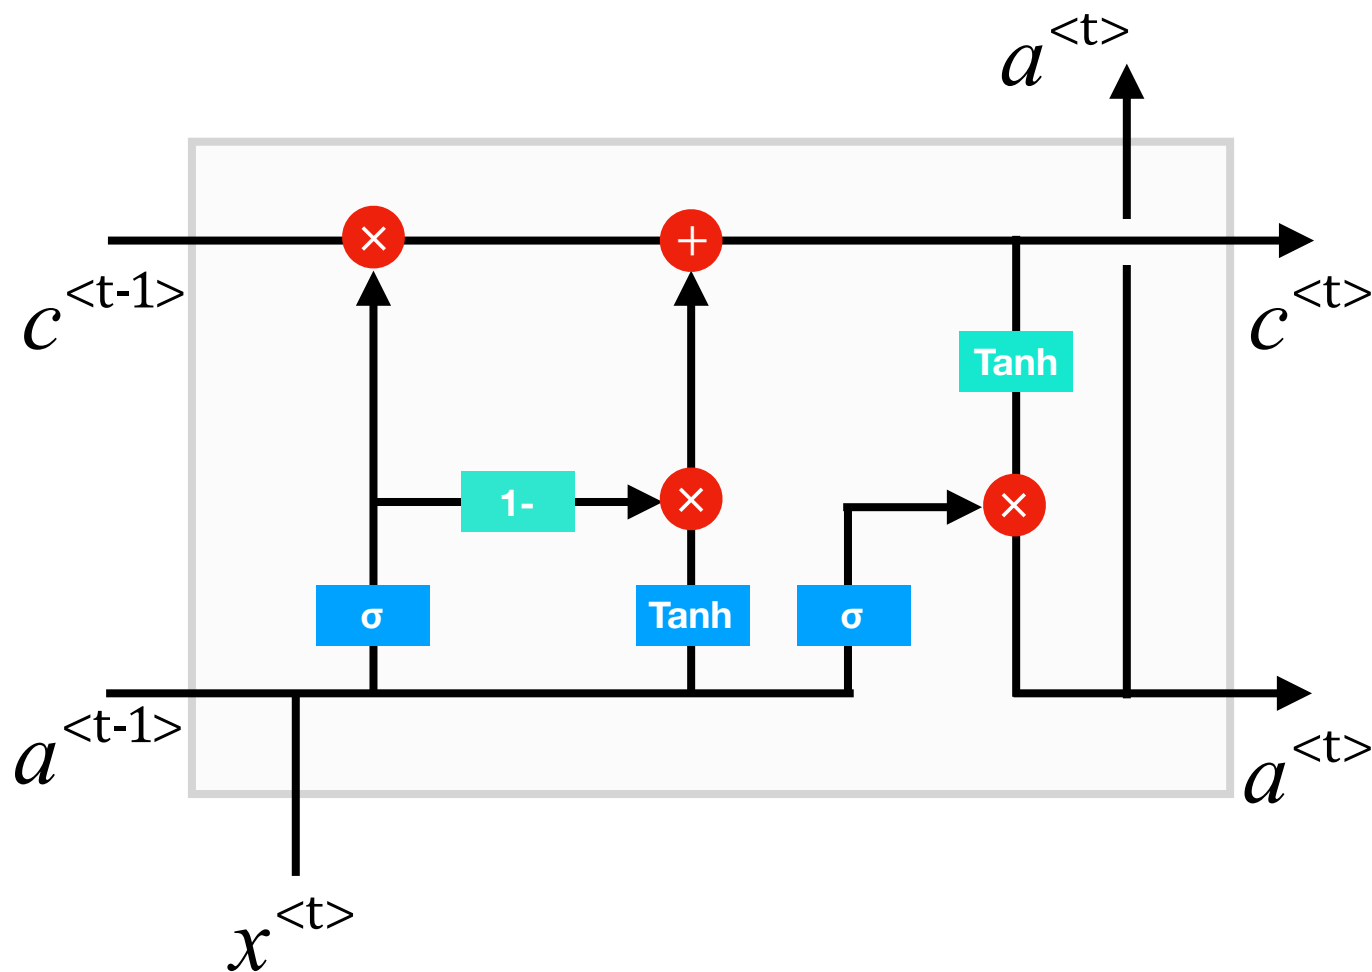 a<t>
×
+
c<t-1>
c<t>
Tanh
1-
×
×
σ
Tanh
σ
a<t-1>
a<t>
x<t>